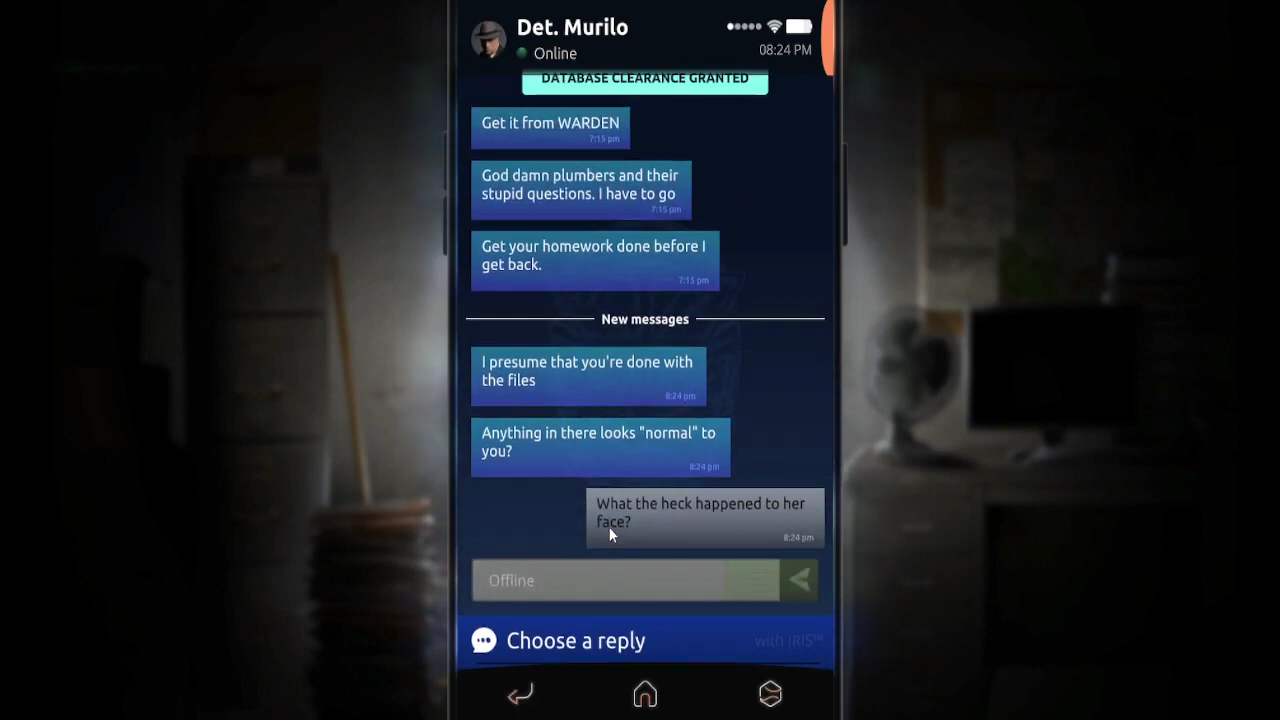 Det. Murilo
Online
08:24 PM
DATABASE CLEARANCE GRANTED
Get it from WARDEN
7:15 pm
God damn plumbers and their
stupid questions. I have to go
7:15 pm
Get your homework done before I
get back.
7:15 pm
New messages
I presume that you're done with
the files
8:24 pm
Anything in there looks "normal" to
you?
8:24 pm
What the heck happened to her
face?
8:24 pm
Offline
Choose a reply
with IRIS™